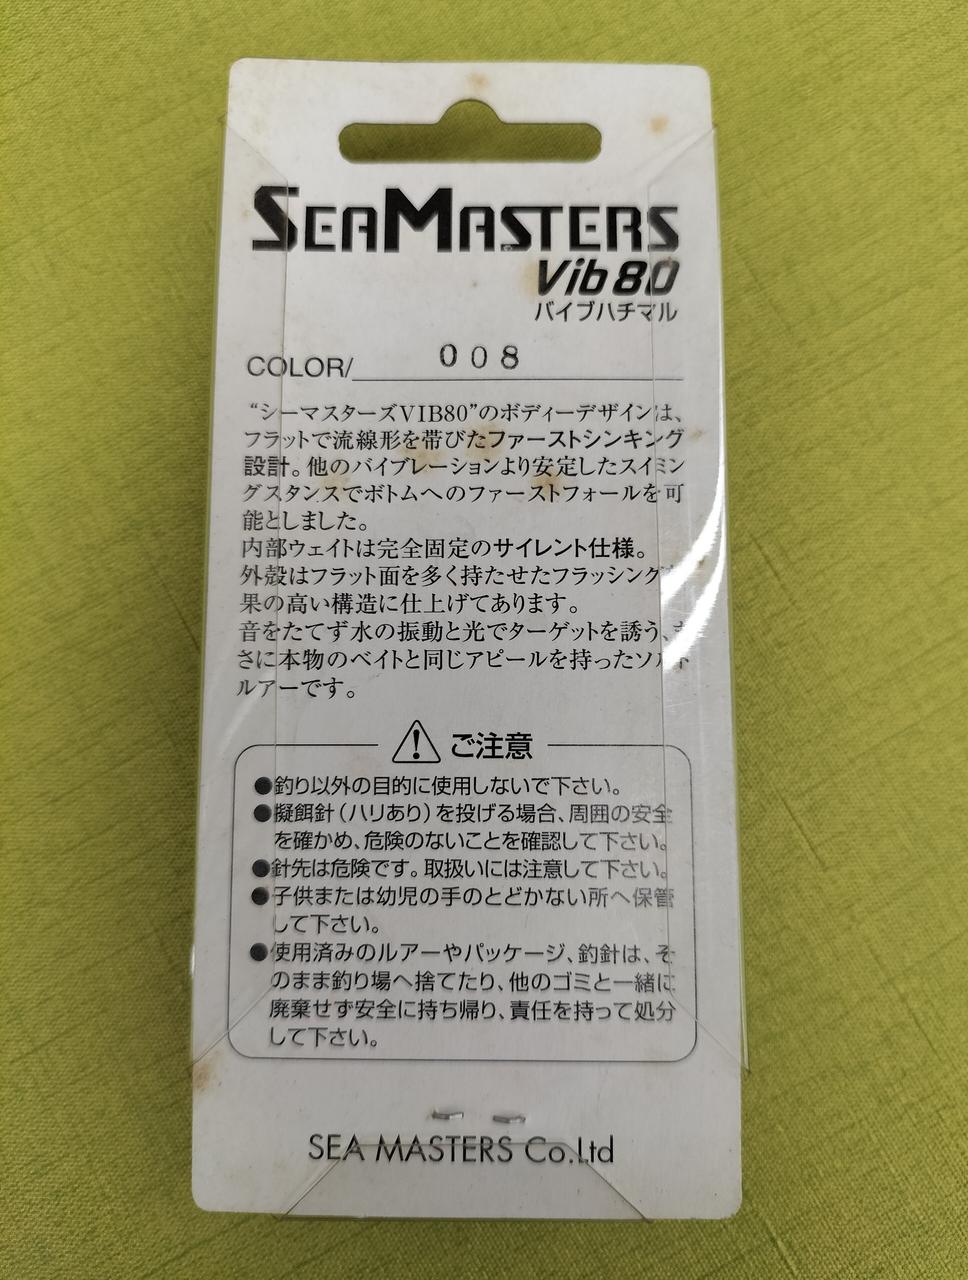 SEAMASTERS
Vib 80
バイブハチマル
COLOR/ 008
“シーマスターズVIB80”のボディーデザインは、
フラットで流線形を帯びたファーストシンキング
設計。他のバイブレーションより安定したスイミン
グスタンスでボトムへのファーストフォールを可
能としました。
内部ウェイトは完全固定のサイレント仕様。
外殻はフラット面を多く持たせたフラッシング
果の高い構造に仕上げてあります。
音をたてず水の振動と光でターゲットを誘う、ま
さに本物のベイトと同じアピールを持ったソルト
ルアーです。
ご注意
●釣り以外の目的に使用しないで下さい。
●擬餌針（ハリあり）を投げる場合、周囲の安全
を確かめ、危険のないことを確認して下さい。
●針先は危険です。取扱いには注意して下さい。
●子供または幼児の手のとどかない所へ保管
して下さい。
●使用済みのルアーやパッケージ、釣針は、そ
のまま釣り場へ捨てたり、他のゴミと一緒に
廃棄せず安全に持ち帰り、責任を持って処分
して下さい。
SEA MASTERS Co.Ltd